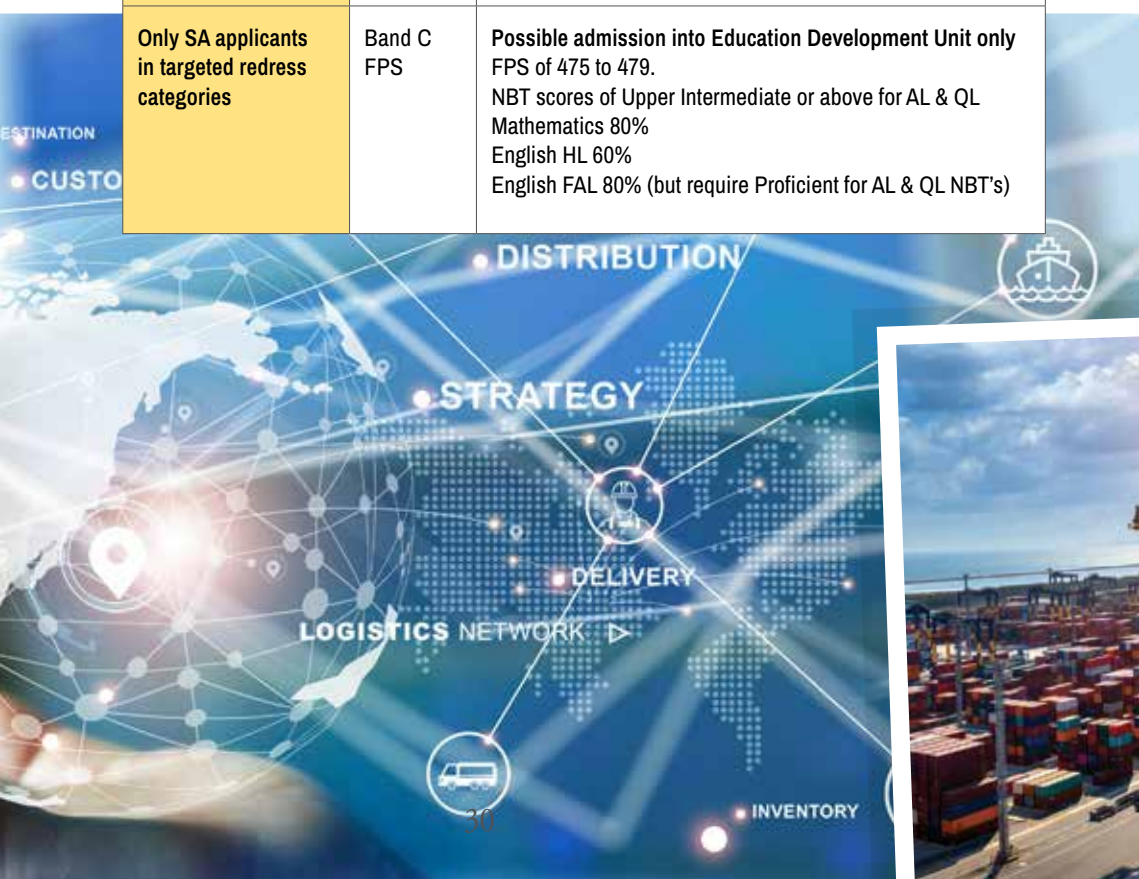 Only SA applicants
in targeted redress
categories
Band C
FPS
Possible admission into Education Development Unit only
FPS of 475 to 479.
NBT scores of Upper Intermediate or above for AL & QL
Mathematics 80%
English HL 60%
English FAL 80% (but require Proficient for AL & QL NBT's)
ESTINATION
CUSTO
DISTRIBUTION
STRATEGY
DELIVERY
LOGISTICS NETWORK
INVENTORY
30